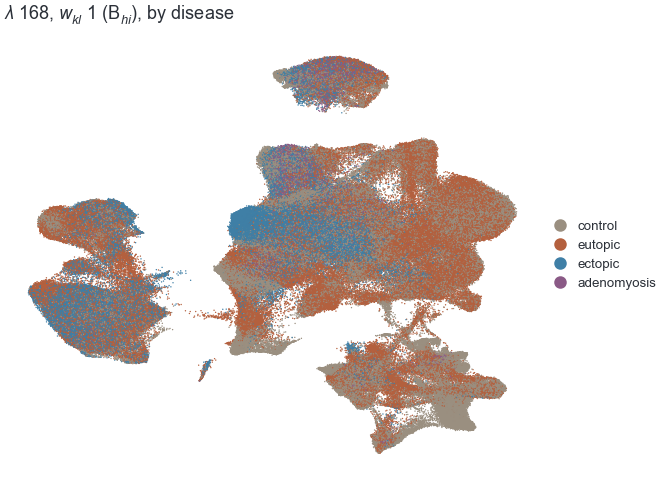 λ 168, w_kl 1 (B_hi), by disease
control
eutopic
ectopic
adenomyosis